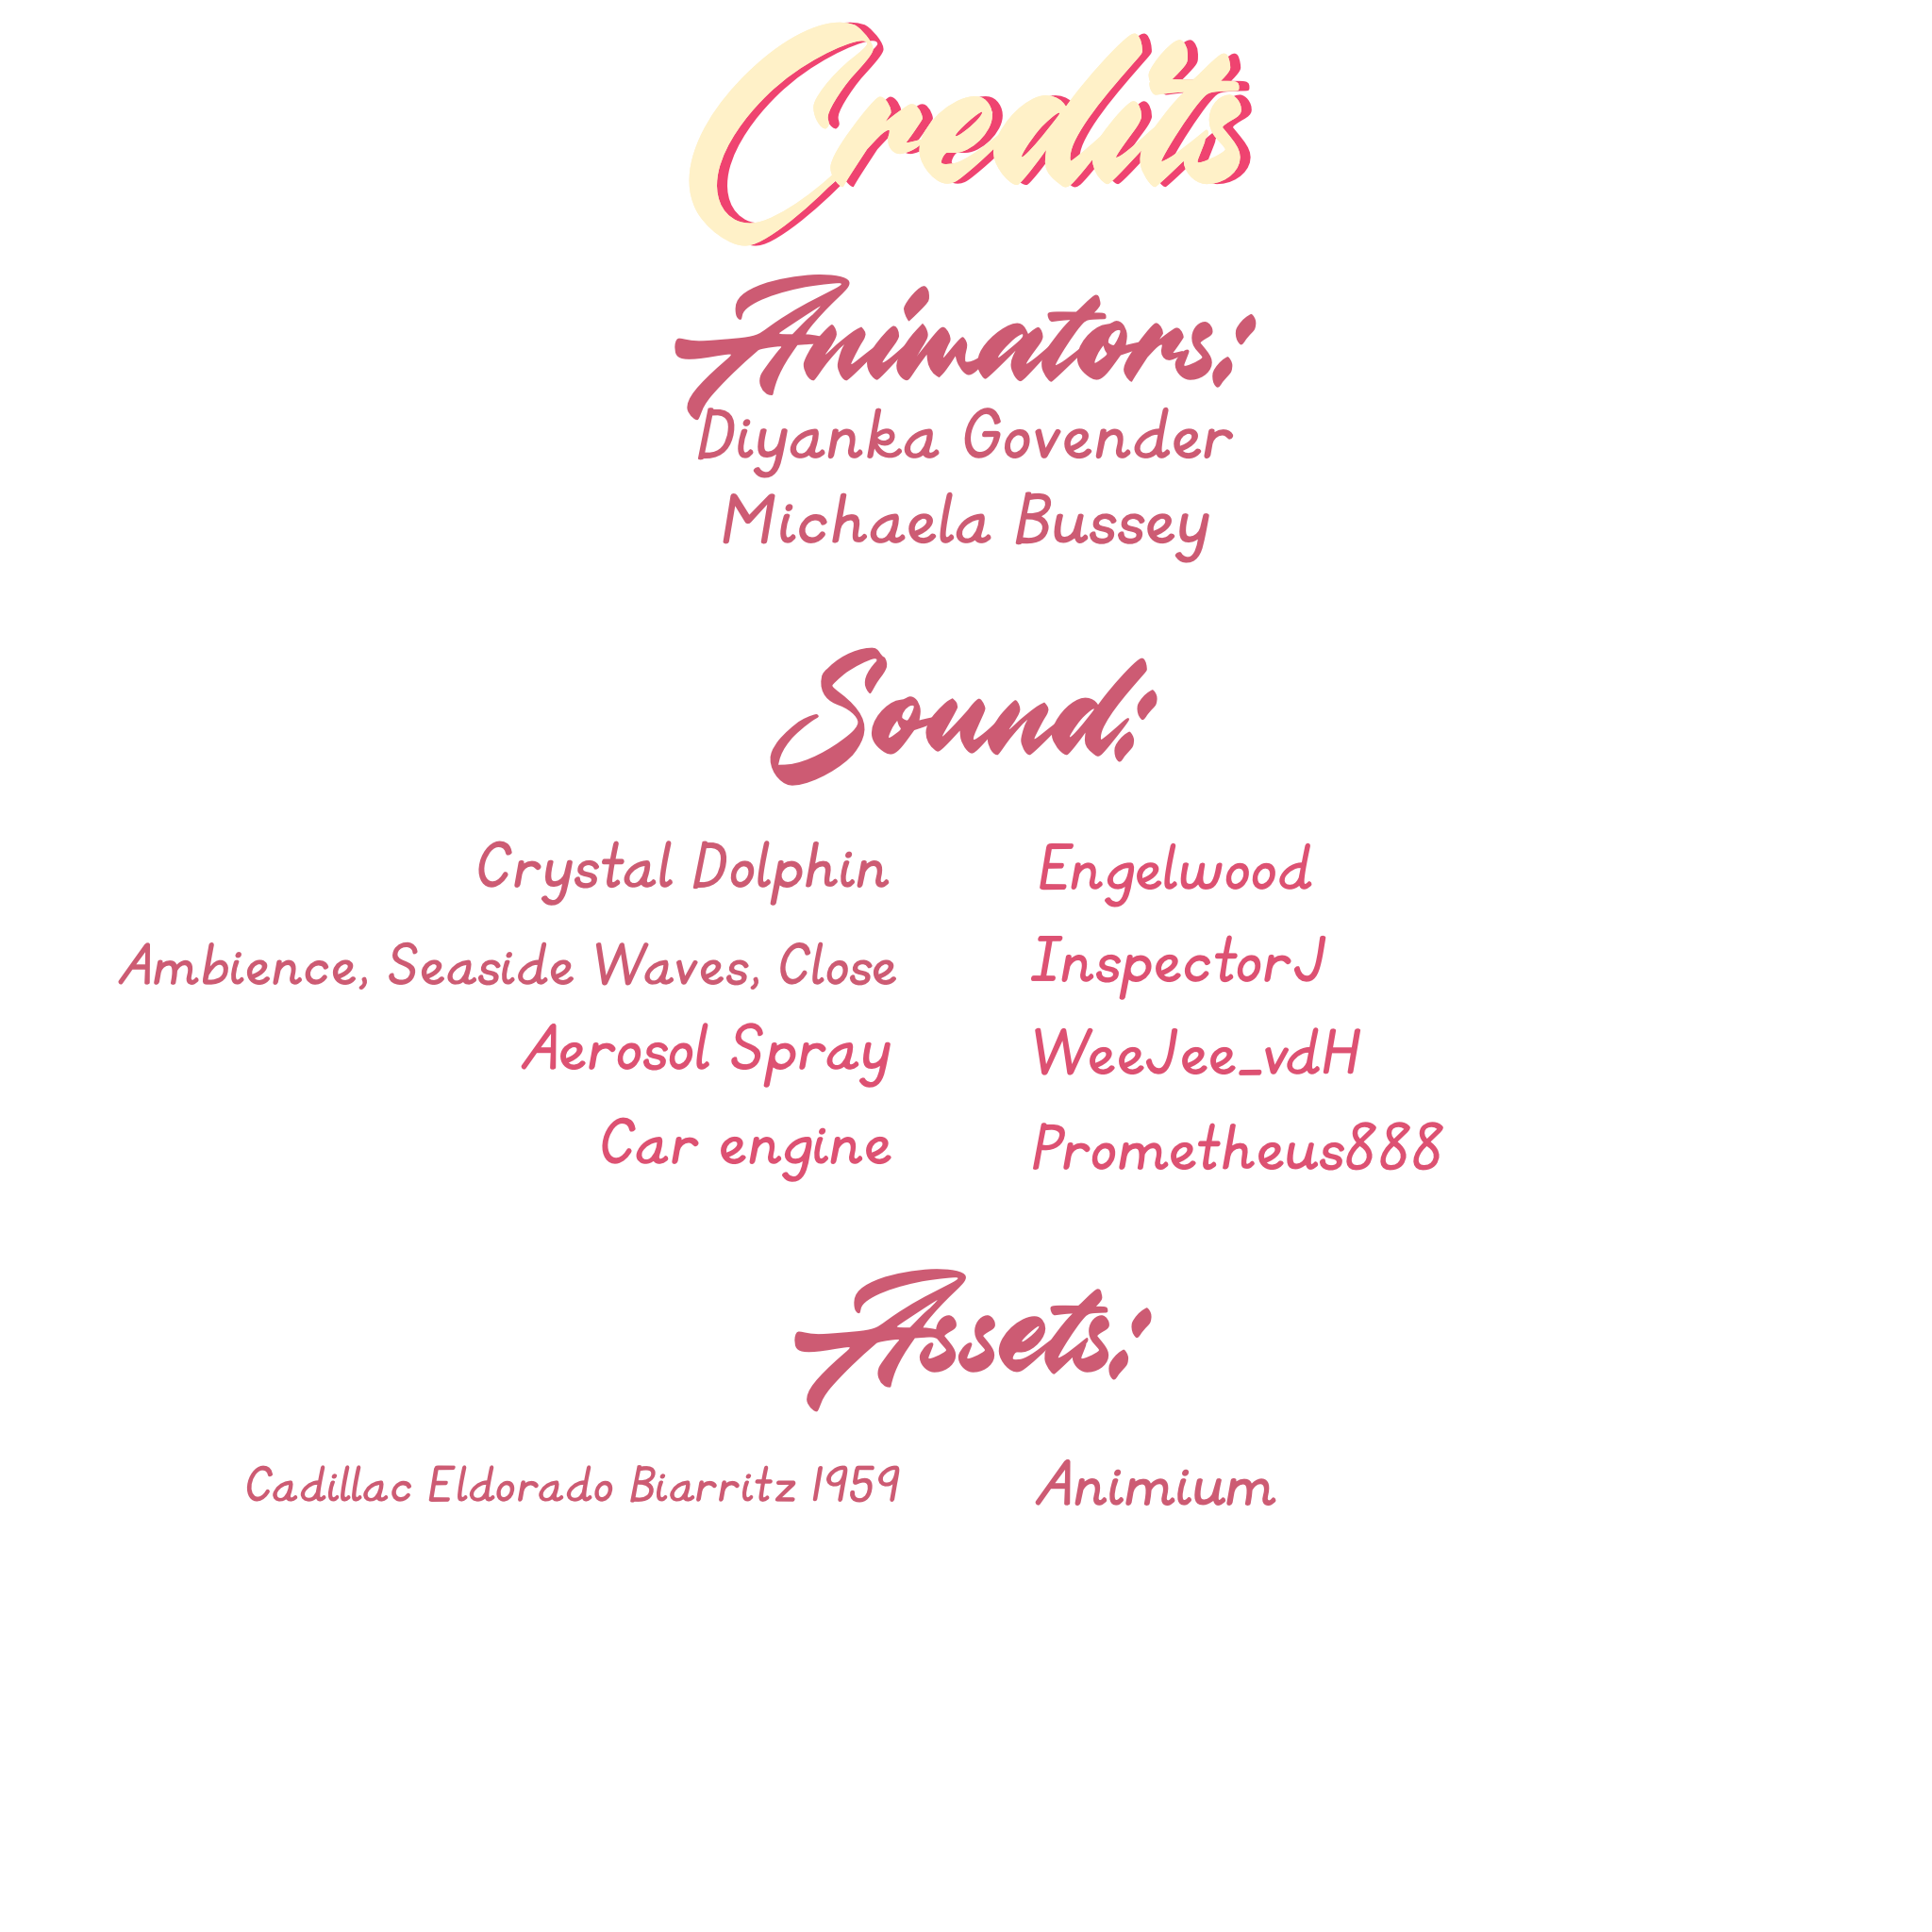 Credits
Animators:
Diyanka Govender
Michaela Bussey
Sound:
Crystal Dolphin Engelwood
Ambience, Seaside Waves, Close InspectorJ
Aerosol Spray WeeJee_vdH
Car engine Prometheus888
Assets:
Cadillac Eldorado Biarritz 1959 Animium